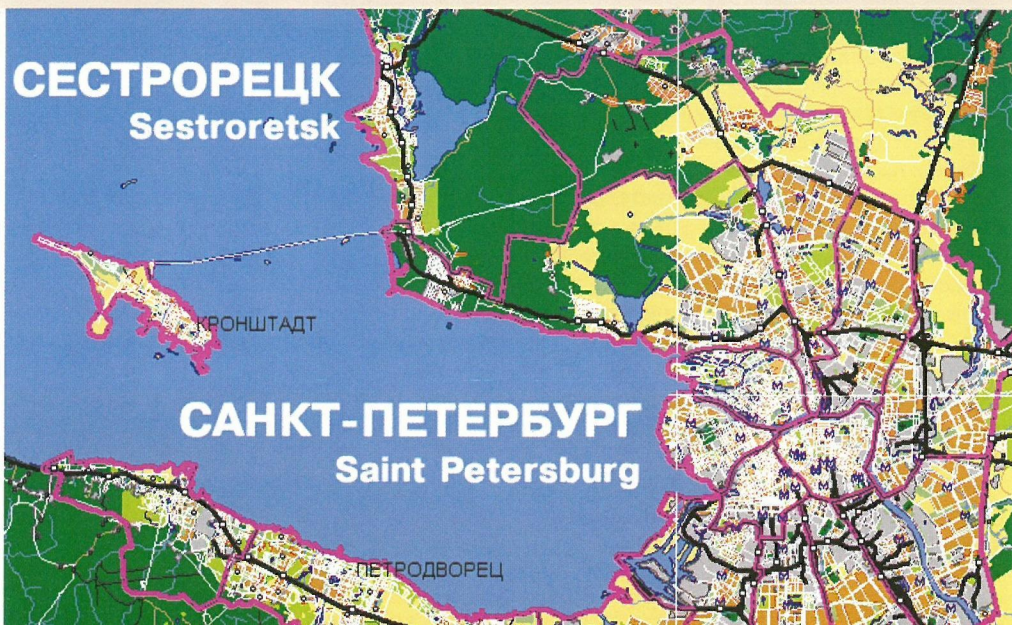 СЕСТРОРЕЦК
Sestroretsk
КРОНШТАДТ
САНКТ-ПЕТЕРБУРГ
Saint Petersburg
ПЕТРОДВОРЕЦ